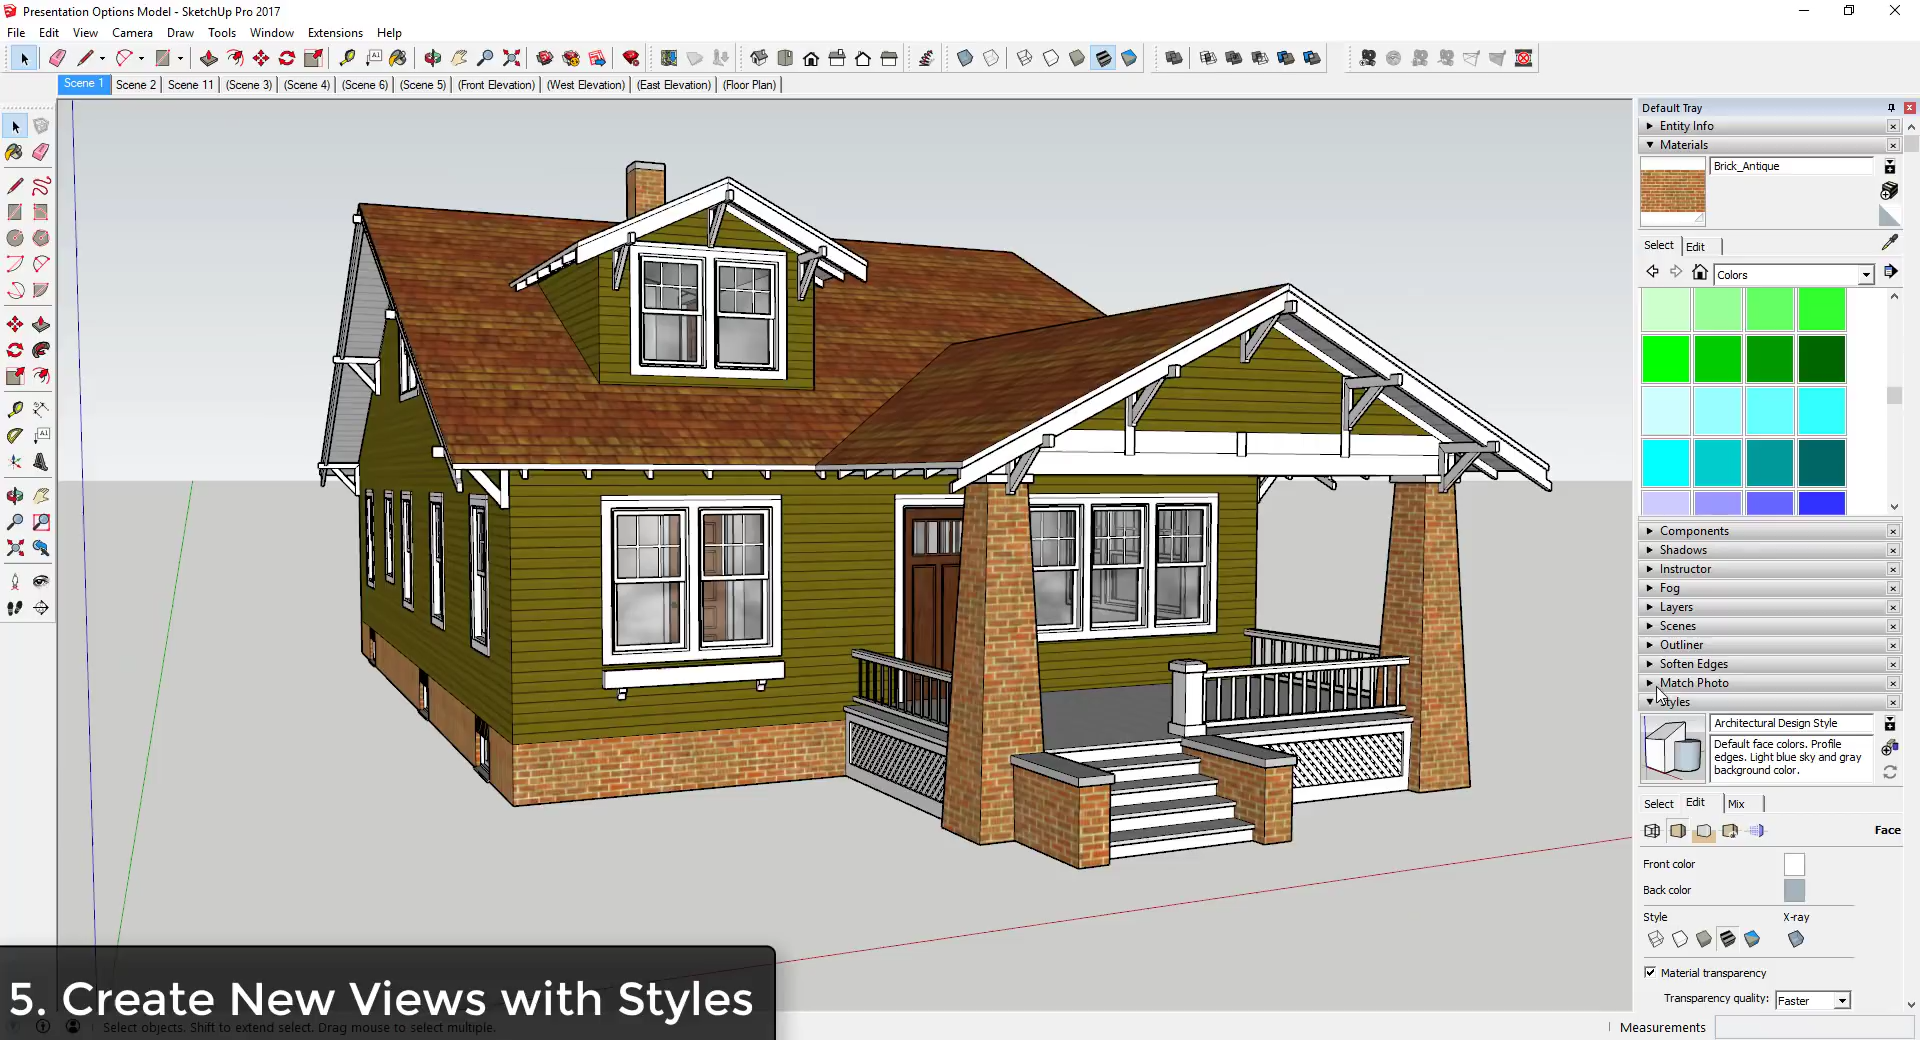 Presentation Options Model - SketchUp Pro 2017
File Edit View Camera Draw Tools Window Extensions Help
Scene 1 Scene 2 Scene 11 (Scene 3) (Scene 4) (Scene 6) (Scene 5) (Front Elevation) (West Elevation) (East Elevation) (Floor Plan)
Default Tray
Entity Info
Materials
Brick_Antique
Select Edit
Colors
Components
Shadows
Instructor
Fog
Layers
Scenes
Outliner
Soften Edges
Match Photo
Styles
Architectural Design Style
Default face colors. Profile
edges. Light blue sky and gray
background color.
Select Edit Mix
Face
Front color
Back color
Style X-ray
Material transparency
Transparency quality: Faster
5. Create New Views with Styles
Select objects. Shift to extend select. Drag mouse to select multiple.
Measurements